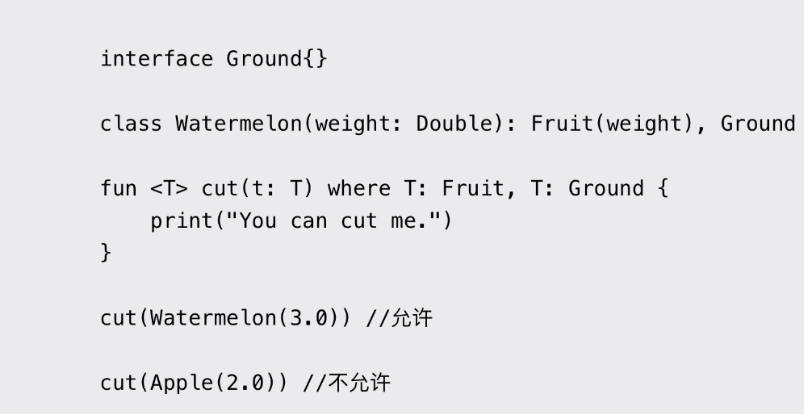 interface Ground{}
class Watermelon(weight: Double): Fruit(weight), Ground
fun <T> cut(t: T) where T: Fruit, T: Ground {
    print("You can cut me.")
}
cut(Watermelon(3.0)) //允许
cut(Apple(2.0)) //不允许